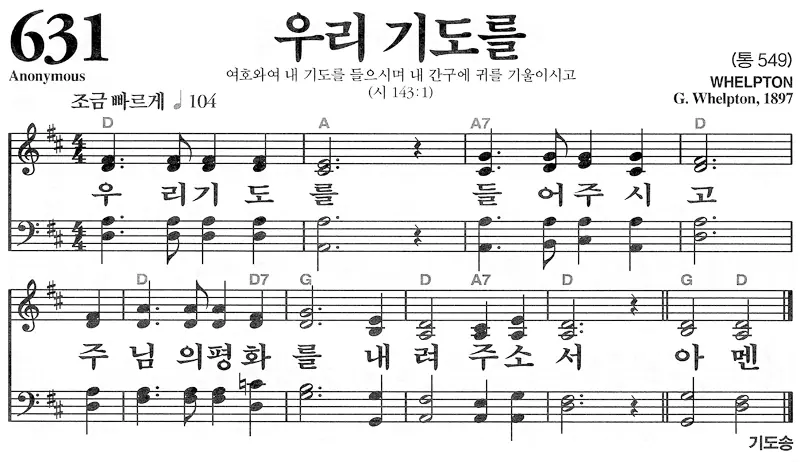 631
우리 기도를
Anonymous
여호와여 내 기도를 들으시며 내 간구에 귀를 기울이시고
(시 143:1)
(통 549)
WHELPTON
G. Whelpton, 1897
조금 빠르게 ♩ 104
D A A7 D
우 리기 도 를 들 어주 시 고
D D7 G D A7 D G D
주 님 의평 화 를 내 려 주소 서 아 멘
기도송